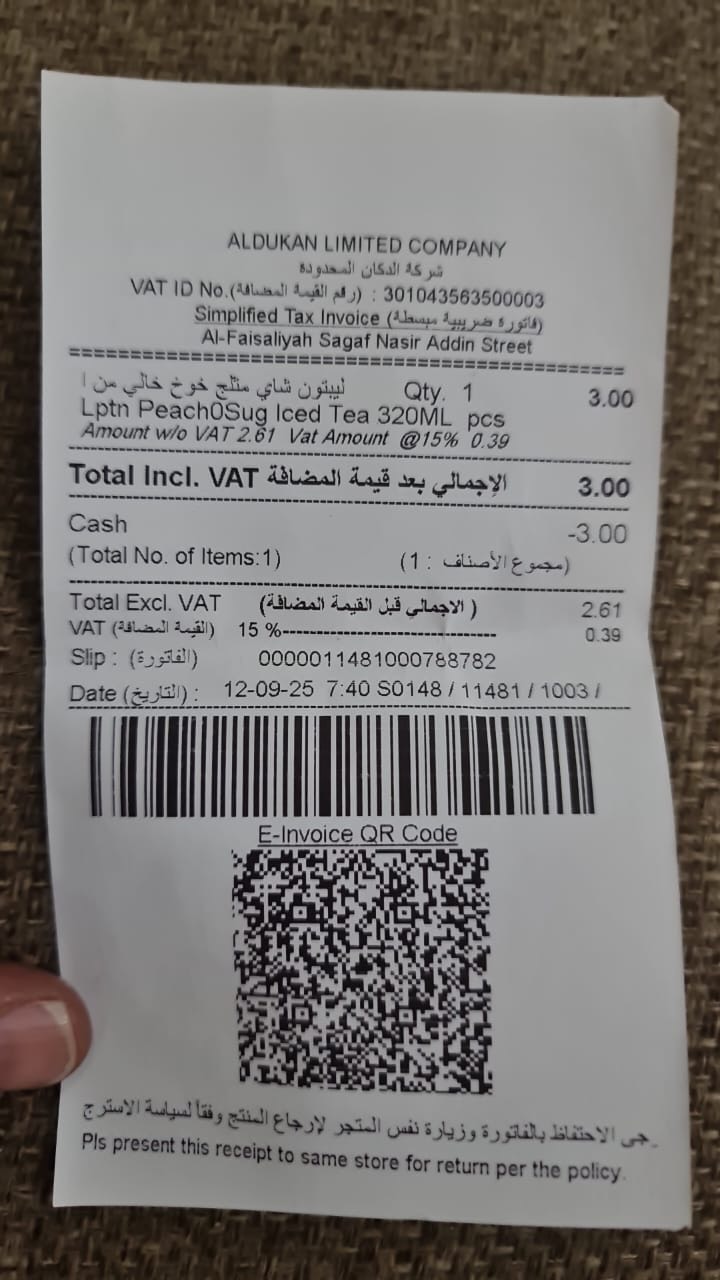 ALDUKAN LIMITED COMPANY
شركة الدكان المحدودة
VAT ID No.(رقم القيمة المضافة) : 301043563500003
Simplified Tax Invoice (فاتورة ضريبية مبسطة)
Al-Faisaliyah Sagaf Nasir Addin Street
ليبتون شاي مثلج خوخ خالي من ا Qty. 1 3.00
Lptn Peach0Sug Iced Tea 320ML pcs
Amount w/o VAT 2.61 Vat Amount @15% 0.39
Total Incl. VAT الإجمالي بعد قيمة المضافة 3.00
Cash -3.00
(Total No. of Items:1) (مجموع الأصناف : 1)
Total Excl. VAT (الاجمالي قبل القيمة المضافة ) 2.61
VAT (القيمة المضافة) 15 %------------------------------ 0.39
Slip : (الفاتورة) 0000011481000788782
Date (التاريخ) : 12-09-25 7:40 S0148 / 11481 / 1003 /
E-Invoice QR Code
جى الاحتفاظ بالفاتورة وزيارة نفس المتجر لإرجاع المنتج وفقاً لسياسة الاسترج
Pls present this receipt to same store for return per the policy.